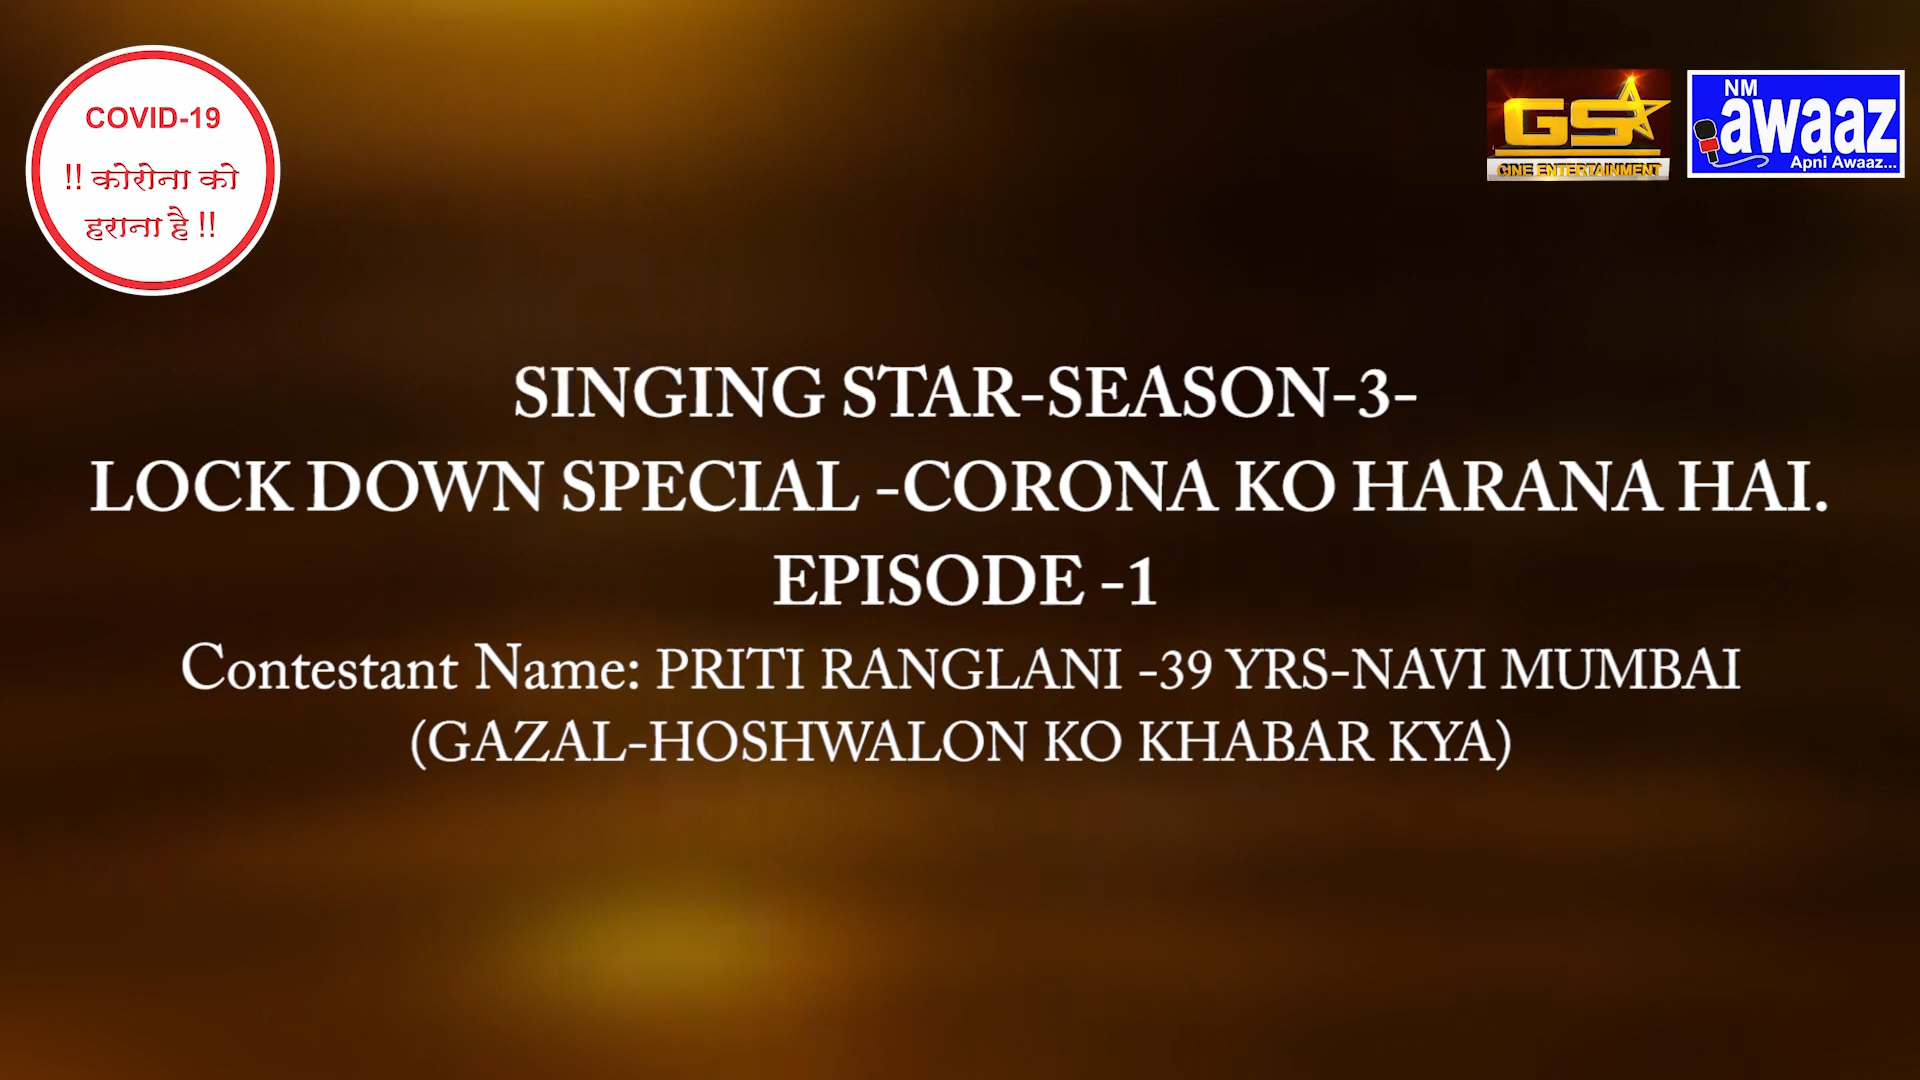 COVID-19
!! कोरोना को
हराना है !!
GS
CINE ENTERTAINMENT
NM
awaaz
Apni Awaaz...
SINGING STAR-SEASON-3-
LOCK DOWN SPECIAL -CORONA KO HARANA HAI.
EPISODE -1
Contestant Name: PRITI RANGLANI -39 YRS-NAVI MUMBAI
(GAZAL-HOSHWALON KO KHABAR KYA)